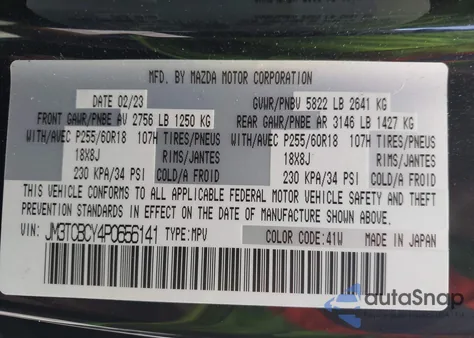 MFD. BY MAZDA MOTOR CORPORATION
DATE 02/23 GVWR/PNBV 5822 LB 2641 KG
FRONT GAWR/PNBE AV 2756 LB 1250 KG REAR GAWR/PNBE AR 3146 LB 1427 KG
WITH/AVEC P255/60R18 107H TIRES/PNEUS WITH/AVEC P255/60R18 107H TIRES/PNEUS
18X8J RIMS/JANTES 18X8J RIMS/JANTES
230 KPA/34 PSI COLD/A FROID 230 KPA/34 PSI COLD/A FROID
THIS VEHICLE CONFORMS TO ALL APPLICABLE FEDERAL MOTOR VEHICLE SAFETY AND THEFT PREVENTION STANDARDS IN EFFECT ON THE DATE OF MANUFACTURE SHOWN ABOVE.
VIN: JM3TCBCY4P0656141 TYPE:MPV COLOR CODE:41W MADE IN JAPAN
autoSnap